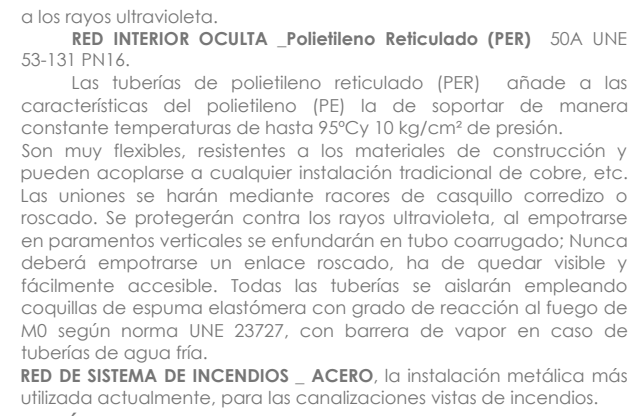 a los rayos ultravioleta.
RED INTERIOR OCULTA _Polietileno Reticulado (PER) 50A UNE
53-131 PN16.
Las tuberías de polietileno reticulado (PER) añade a las
características del polietileno (PE) la de soportar de manera
constante temperaturas de hasta 95ºCy 10 kg/cm² de presión.
Son muy flexibles, resistentes a los materiales de construcción y
pueden acoplarse a cualquier instalación tradicional de cobre, etc.
Las uniones se harán mediante racores de casquillo corredizo o
roscado. Se protegerán contra los rayos ultravioleta, al empotrarse
en paramentos verticales se enfundarán en tubo coarrugado; Nunca
deberá empotrarse un enlace roscado, ha de quedar visible y
fácilmente accesible. Todas las tuberías se aislarán empleando
coquillas de espuma elastómera con grado de reacción al fuego de
M0 según norma UNE 23727, con barrera de vapor en caso de
tuberías de agua fría.
RED DE SISTEMA DE INCENDIOS _ ACERO, la instalación metálica más
utilizada actualmente, para las canalizaciones vistas de incendios.